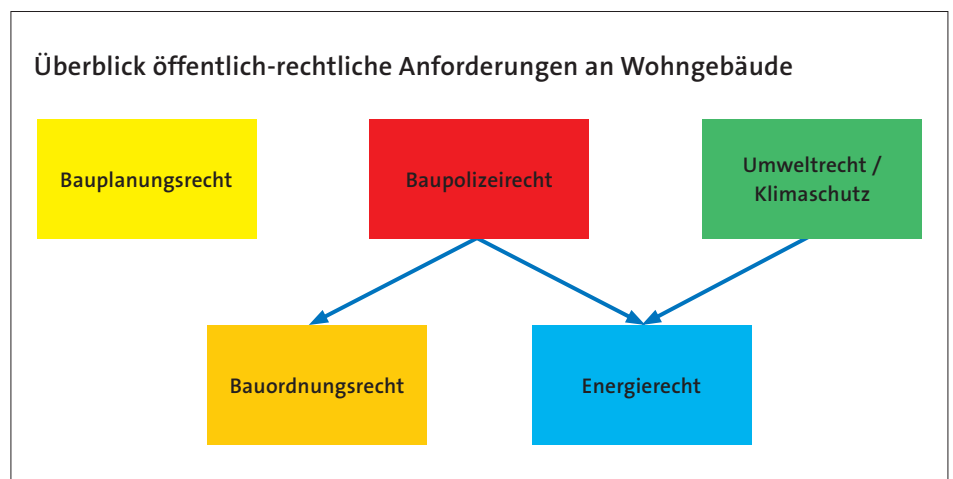 Überblick öffentlich-rechtliche Anforderungen an Wohngebäude
Bauplanungsrecht
Baupolizeirecht
Umweltrecht /
Klimaschutz
Bauordnungsrecht
Energierecht